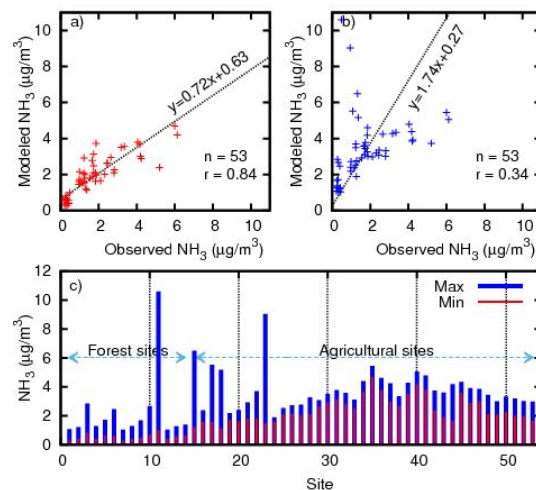 a)
y=0.72x+0.63
n = 53
r = 0.84
Modeled NH3 (μg/m3)
10
8
6
4
2
0
0 2 4 6 8 10
Observed NH3 (μg/m3)
b)
y=1.74x+0.27
n = 53
r = 0.34
Modeled NH3 (μg/m3)
10
8
6
4
2
0
0 2 4 6 8 10
Observed NH3 (μg/m3)
c)
Max
Min
Forest sites
Agricultural sites
NH3 (μg/m3)
12
10
8
6
4
2
0
0 10 20 30 40 50
Site